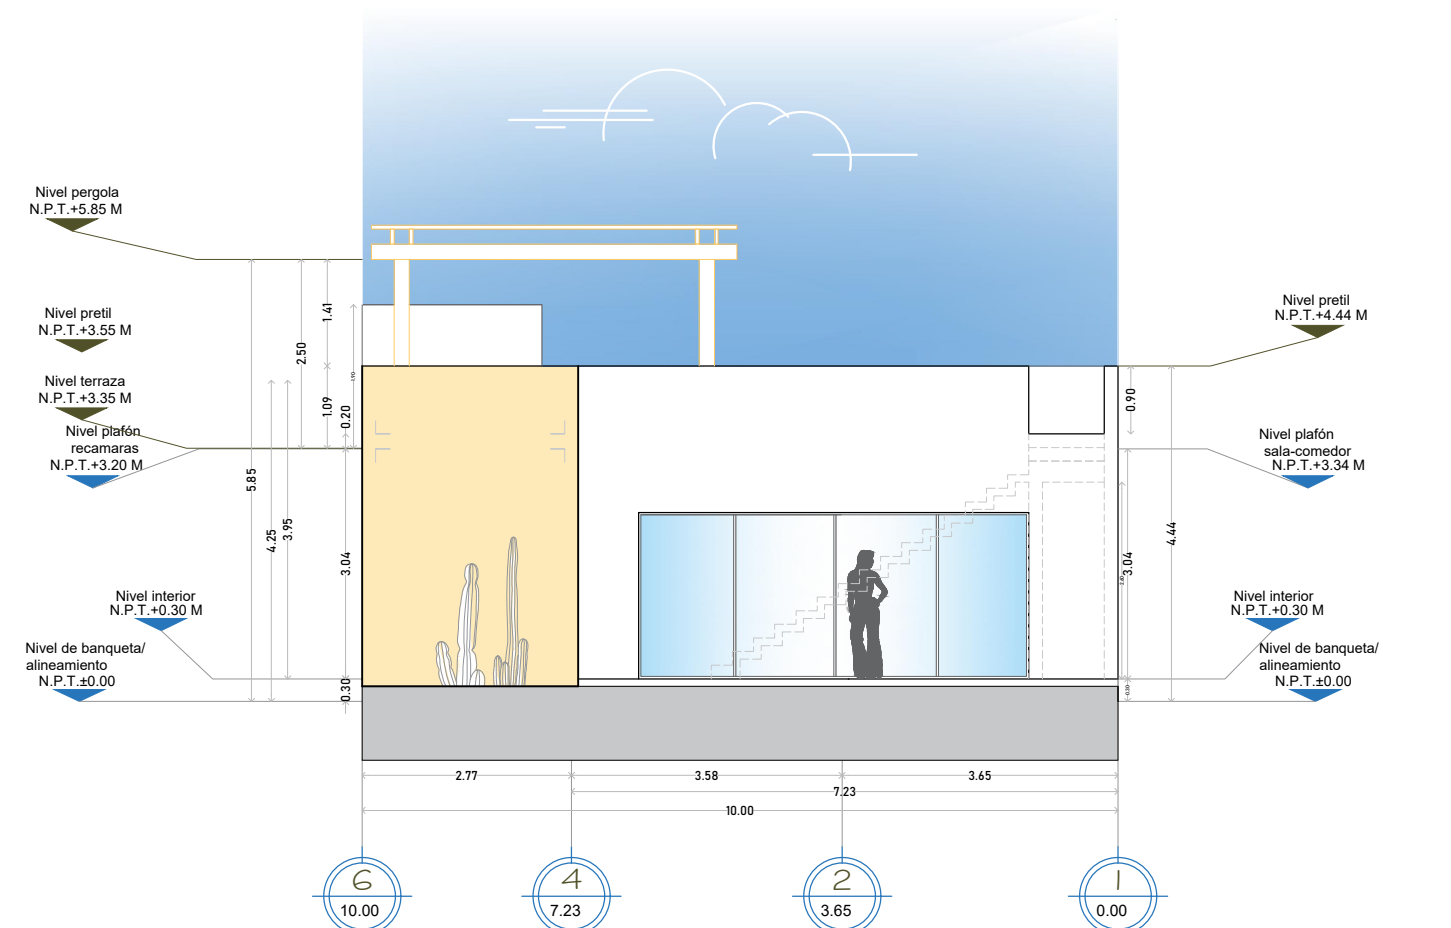 Nivel pergola
N.P.T.+5.85 M
Nivel pretil
N.P.T.+3.55 M
Nivel terraza
N.P.T.+3.35 M
Nivel plafón
recamaras
N.P.T.+3.20 M
Nivel interior
N.P.T.+0.30 M
Nivel de banqueta/
alineamiento
N.P.T.±0.00
5.85
4.25
3.95
2.50
1.41
1.09
0.20
3.04
0.30
Nivel pretil
N.P.T.+4.44 M
Nivel plafón
sala-comedor
N.P.T.+3.34 M
Nivel interior
N.P.T.+0.30 M
Nivel de banqueta/
alineamiento
N.P.T.±0.00
0.90
4.44
3.04
2.77
3.58
3.65
7.23
10.00
6
10.00
4
7.23
2
3.65
1
0.00